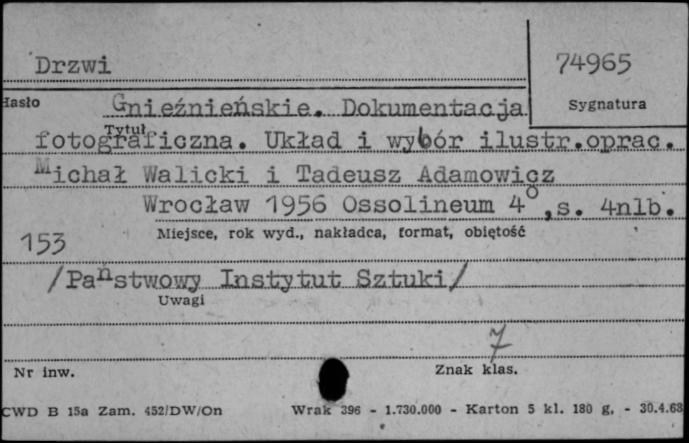 Drzwi
74965
Hasło
Gnieźnieńskie. Dokumentacja
Sygnatura
Tytuł
fotograficzna. Układ i wybór ilustr.oprac.
Michał Walicki i Tadeusz Adamowicz
Wrocław 1956 Ossolineum 4°,s. 4nlb.
Miejsce, rok wyd., nakładca, format, objętość
153
/Państwowy Instytut Sztuki/
Uwagi
7
Nr inw.
Znak klas.
CWD B 15a Zam. 452/DW/On
Wrak 396 - 1.730.000 - Karton 5 kl. 180 g. - 30.4.68